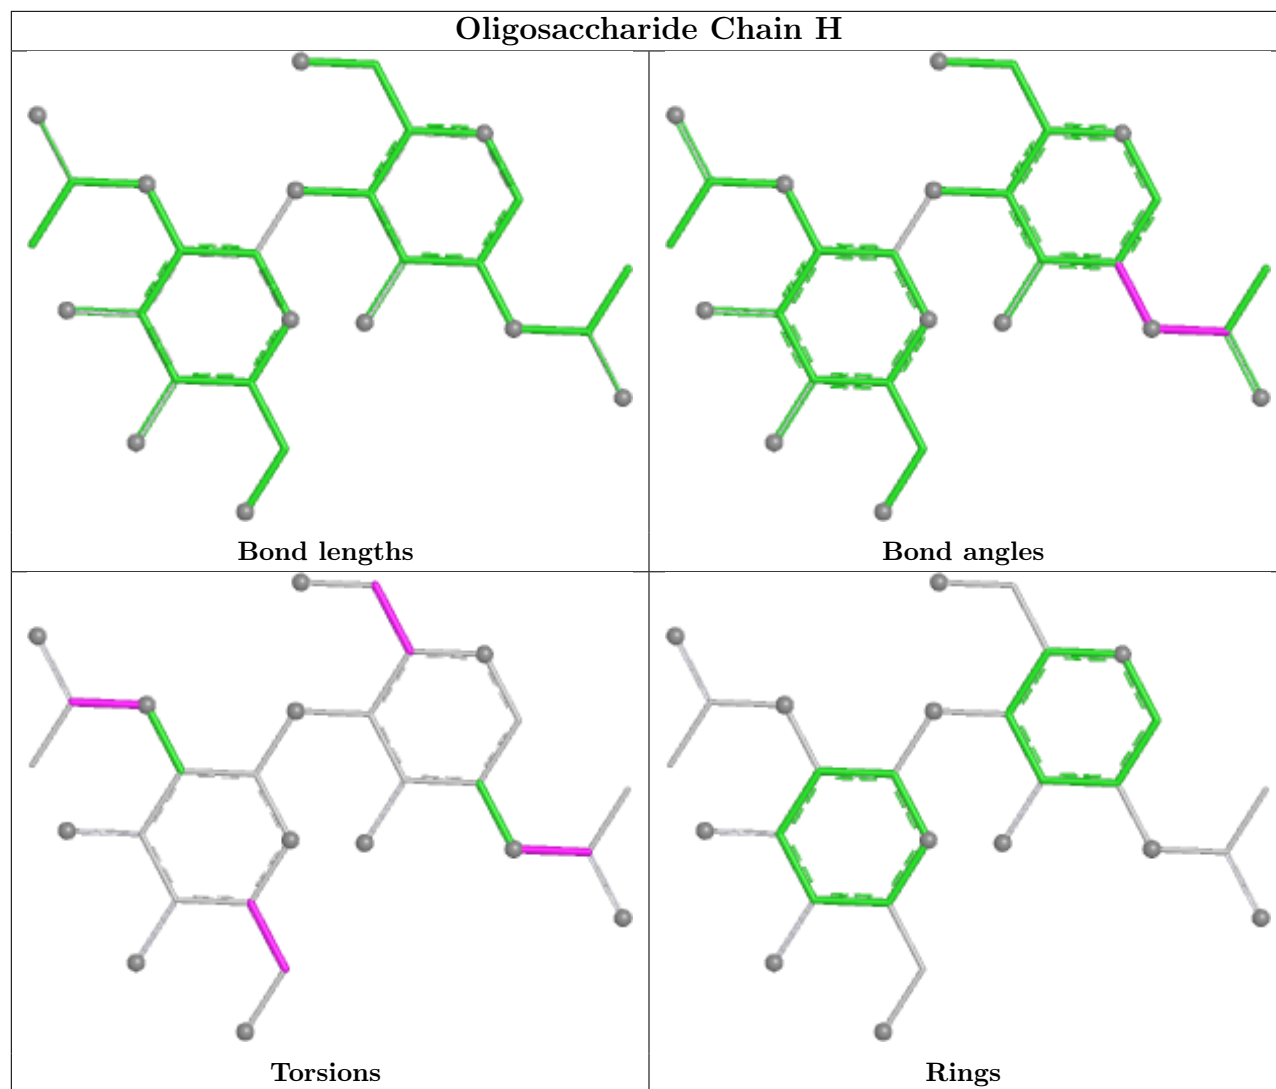 Oligosaccharide Chain H
Bond lengths
Bond angles
Torsions
Rings